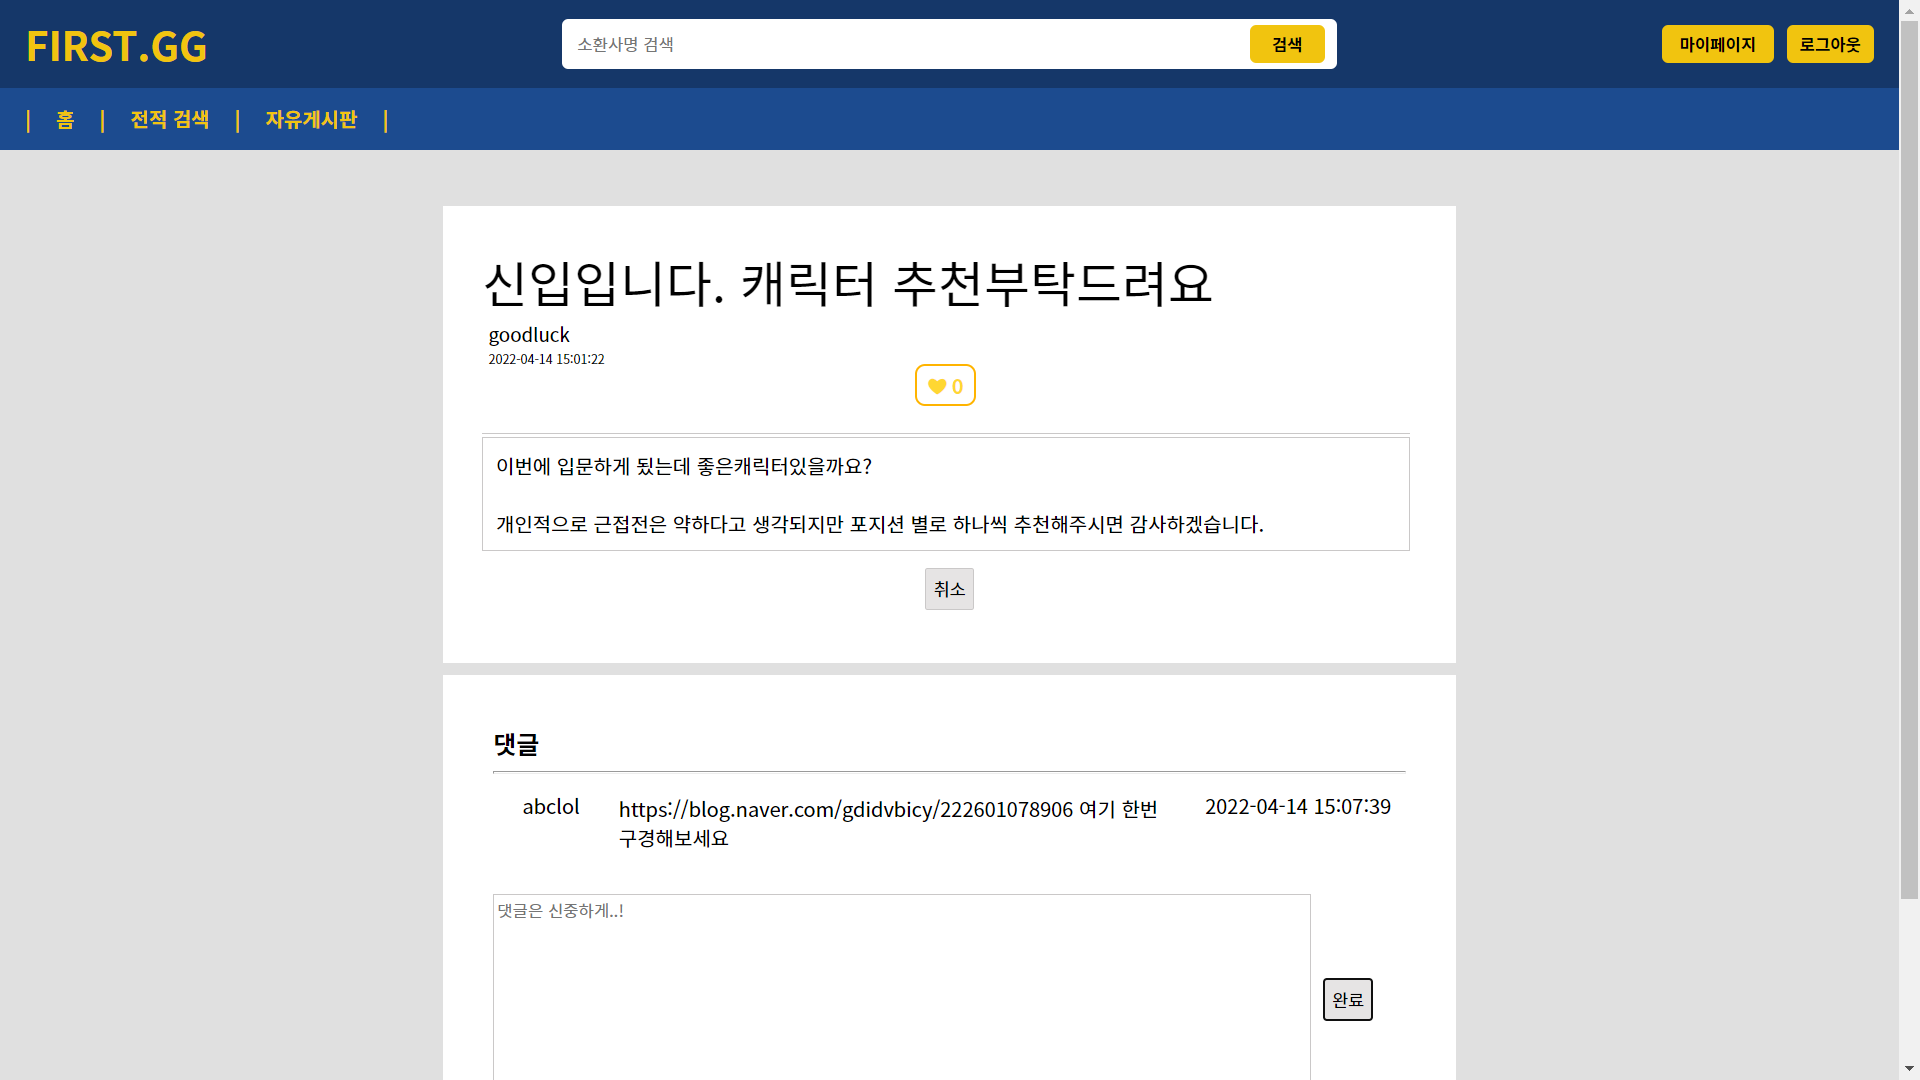 FIRST.GG
소환사명 검색
검색
마이페이지
로그아웃
| 홈 | 전적 검색 | 자유게시판 |
신입입니다. 캐릭터 추천부탁드려요
goodluck
2022-04-14 15:01:22
0
이번에 입문하게 됬는데 좋은캐릭터있을까요?
개인적으로 근접전은 약하다고 생각되지만 포지션 별로 하나씩 추천해주시면 감사하겠습니다.
취소
댓글
abclol
https://blog.naver.com/gdidvbicy/222601078906 여기 한번
구경해보세요
2022-04-14 15:07:39
댓글은 신중하게..!
완료